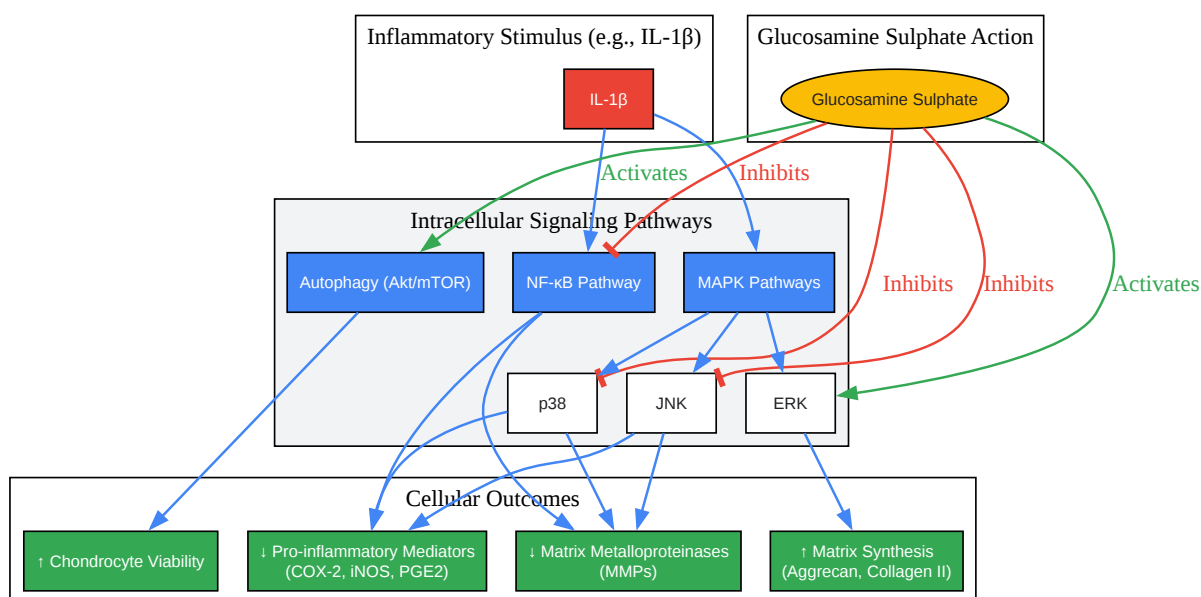 Inflammatory Stimulus (e.g., IL-1β)
Glucosamine Sulphate Action
IL-1β
Glucosamine Sulphate
Activates
Inhibits
Intracellular Signaling Pathways
Autophagy (Akt/mTOR)
NF-κB Pathway
MAPK Pathways
Inhibits
Inhibits
Activates
p38
JNK
ERK
Cellular Outcomes
↑ Chondrocyte Viability
↓ Pro-inflammatory Mediators
(COX-2, iNOS, PGE2)
↓ Matrix Metalloproteinases
(MMPs)
↑ Matrix Synthesis
(Aggrecan, Collagen II)